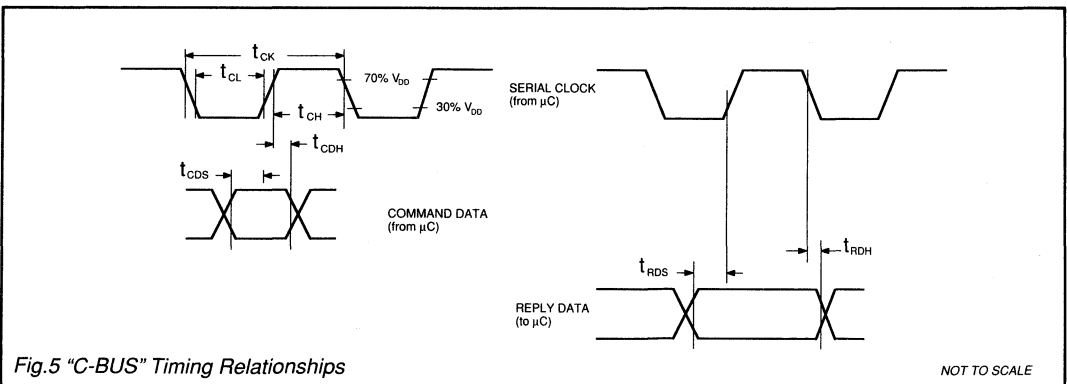 tCK
tCL
70% VDD
30% VDD
tCH
tCDH
tCDS
COMMAND DATA
(from µC)
SERIAL CLOCK
(from µC)
tRDS
tRDH
REPLY DATA
(to µC)
Fig.5 "C-BUS" Timing Relationships
NOT TO SCALE